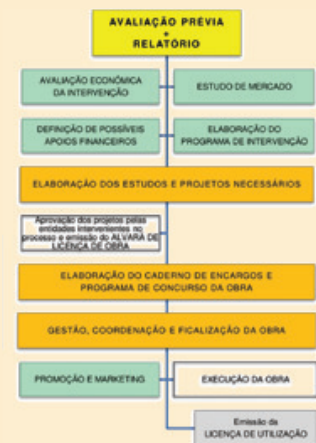 AVALIAÇÃO PRÉVIA
+
RELATÓRIO
AVALIAÇÃO ECONÓMICA
DA INTERVENÇÃO
ESTUDO DE MERCADO
DEFINIÇÃO DE POSSÍVEIS
APOIOS FINANCEIROS
ELABORAÇÃO DO
PROGRAMA DE INTERVENÇÃO
ELABORAÇÃO DOS ESTUDOS E PROJETOS NECESSÁRIOS
Aprovação dos projetos pelas
entidades intervenientes no
processo e emissão do ALVARÁ DE
LICENÇA DE OBRA
ELABORAÇÃO DO CADERNO DE ENCARGOS E
PROGRAMA DE CONCURSO DA OBRA
GESTÃO, COORDENAÇÃO E FICALIZAÇÃO DA OBRA
PROMOÇÃO E MARKETING
EXECUÇÃO DA OBRA
Emissão da
LICENÇA DE UTILIZAÇÃO